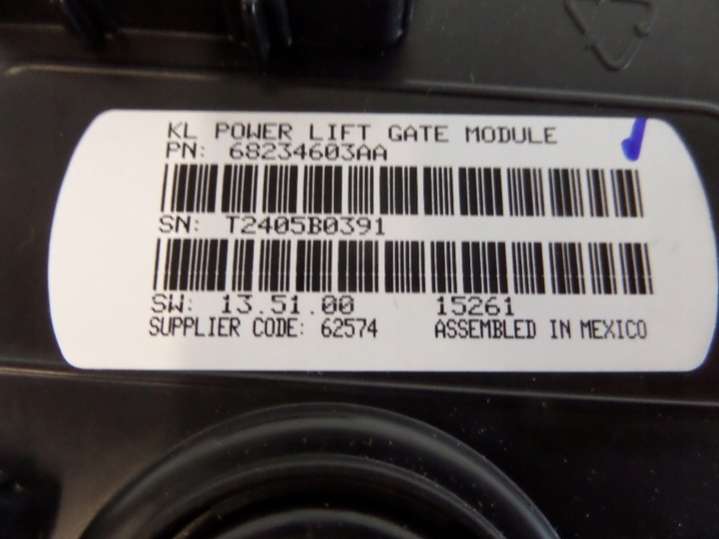 KL POWER LIFT GATE MODULE
PN: 68234603AA
SN: T2405B0391
SW: 13.51.00 15261
SUPPLIER CODE: 62574 ASSEMBLED IN MEXICO